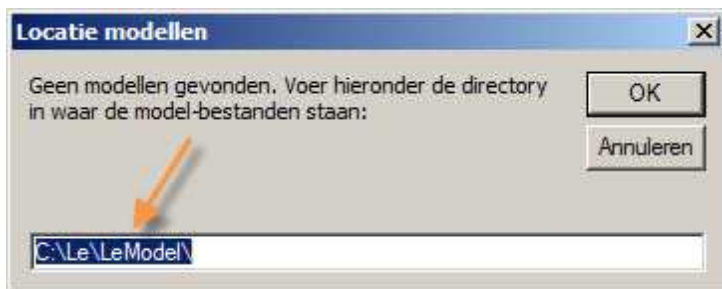 Locatie modellen
Geen modellen gevonden. Voer hieronder de directory
in waar de model-bestanden staan:
OK
Annuleren
C:\Le\LeModel\